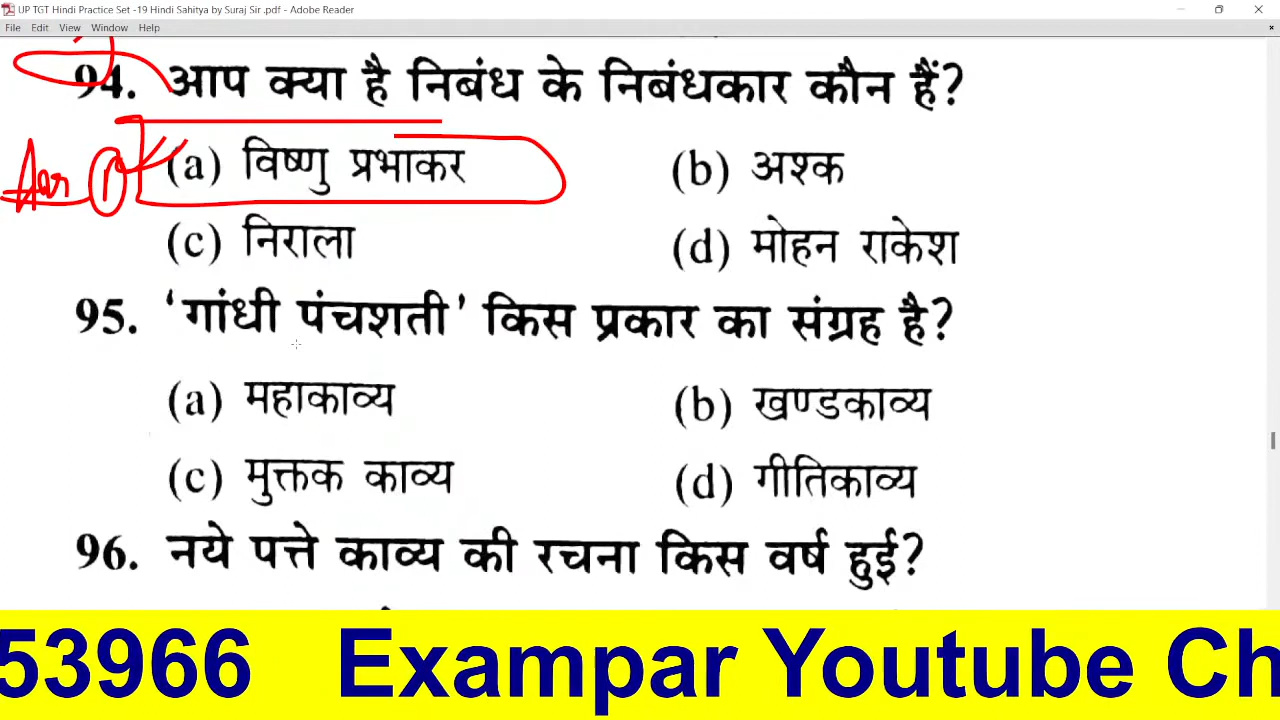 UP TGT Hindi Practice Set -19 Hindi Sahitya by Suraj Sir .pdf - Adobe Reader
File Edit View Window Help
94. आप क्या है निबंध के निबंधकार कौन हैं?
Ans
(a) विष्णु प्रभाकर (b) अश्क
(c) निराला (d) मोहन राकेश
95. ‘गांधी पंचशती’ किस प्रकार का संग्रह है?
(a) महाकाव्य (b) खण्डकाव्य
(c) मुक्तक काव्य (d) गीतिकाव्य
96. नये पत्ते काव्य की रचना किस वर्ष हुई?
53966 Exampar Youtube Ch